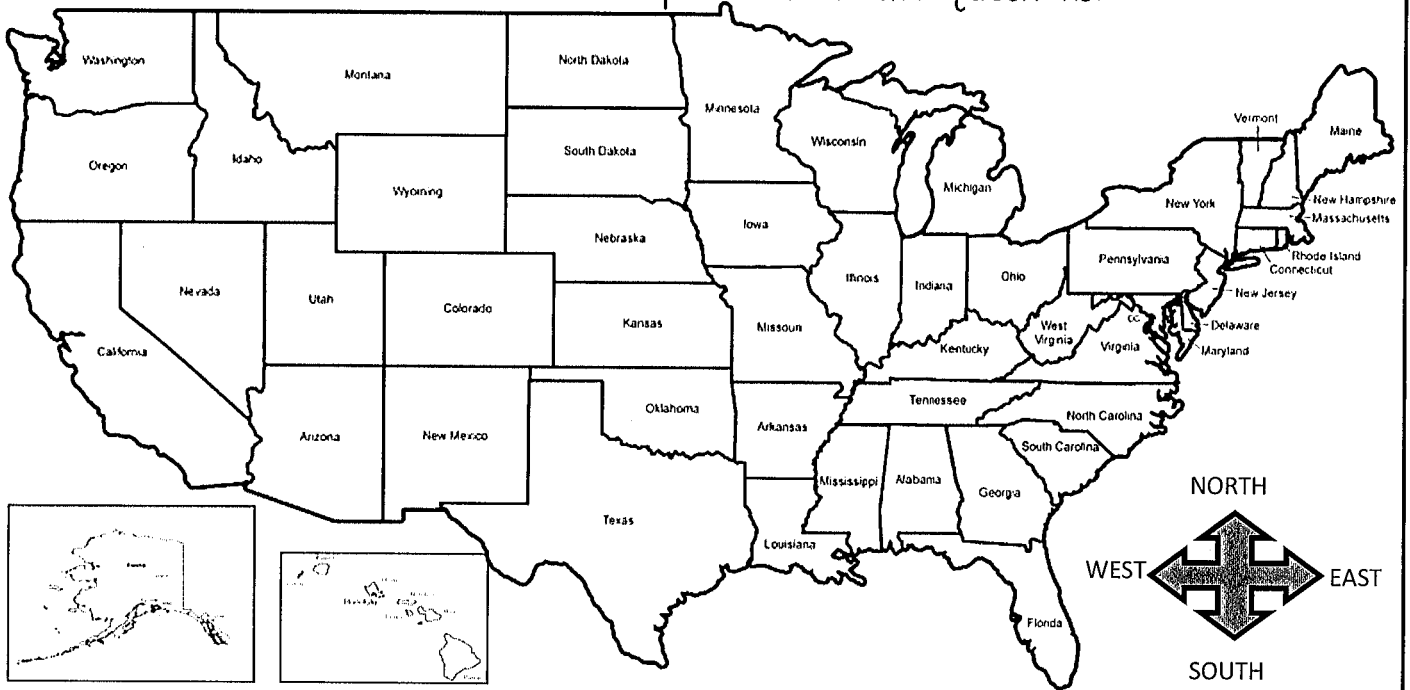 Washington
Montana
North Dakota
Minnesota
Vermont
Maine
Oregon
Idaho
Wyoming
South Dakota
Wisconsin
Michigan
New York
New Hampshire
Massachusetts
Iowa
Nebraska
Rhode Island
Connecticut
Pennsylvania
Ohio
Illinois
Indiana
Nevada
Utah
Colorado
New Jersey
Kansas
Missouri
West
Virginia
DC
Delaware
California
Kentucky
Virginia
Maryland
Oklahoma
Tennessee
North Carolina
Arizona
New Mexico
Arkansas
South Carolina
Mississippi
Alabama
Georgia
NORTH
Texas
Louisiana
WEST
EAST
Florida
SOUTH